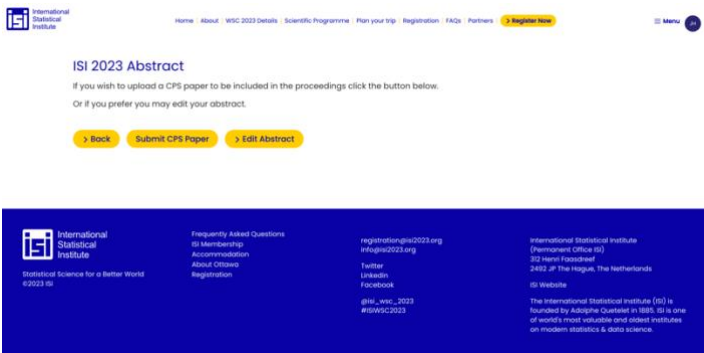 International
Statistical
Institute
Home About WSC 2023 Details Scientific Programme Plan your trip Registration FAQs Partners > Register Now
Menu
JH
ISI 2023 Abstract
If you wish to upload a CPS paper to be included in the proceedings click the button below.
Or if you prefer you may edit your abstract.
> Back Submit CPS Paper > Edit Abstract
isi International
Statistical
Institute
Statistical Science for a Better World
©2023 ISI
Frequently Asked Questions
ISI Membership
Accommodation
About Ottawa
Registration
registration@isi2023.org
info@isi2023.org
Twitter
LinkedIn
Facebook
@isi_wsc_2023
#ISIWSC2023
International Statistical Institute
(Permanent Office ISI)
312 Henri Faasdreef
2492 JP The Hague, The Netherlands
ISI Website
The International Statistical Institute (ISI) is
founded by Adolphe Quetelet in 1885. ISI is one
of world's most valuable and oldest institutes
on modern statistics & data science.